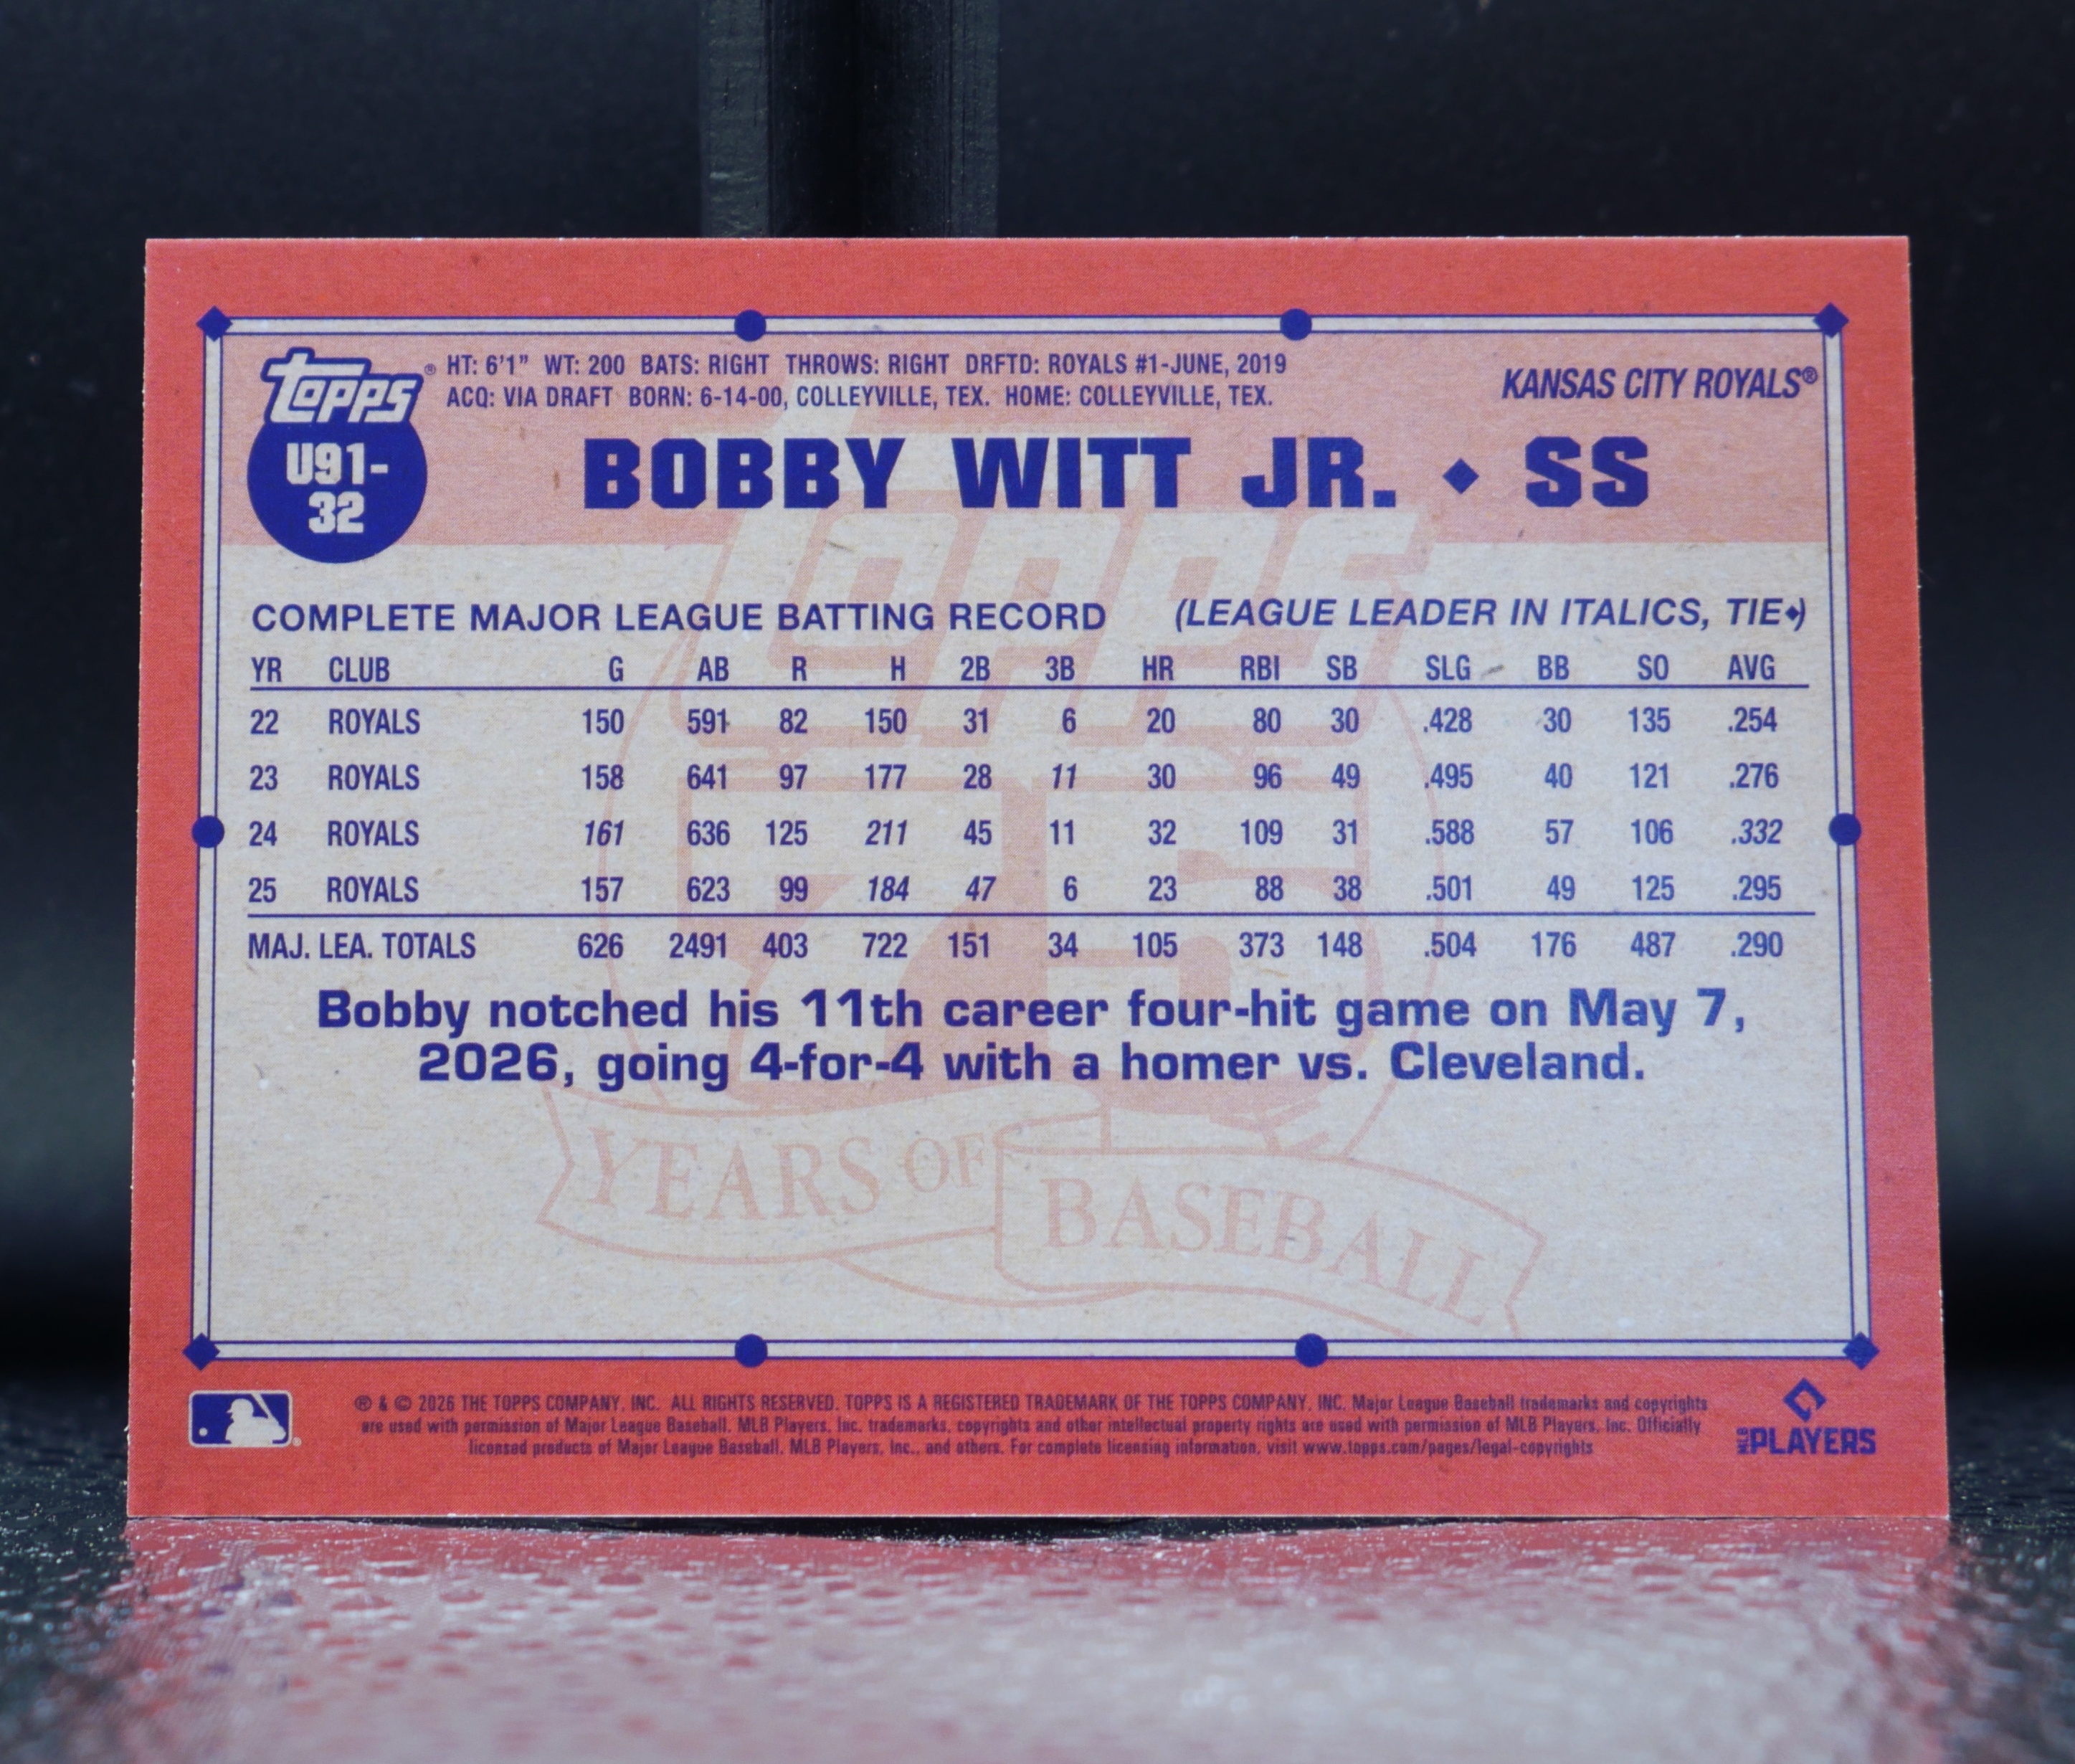 topps ® HT: 6'1" WT: 200 BATS: RIGHT THROWS: RIGHT DRFTD: ROYALS #1-JUNE, 2019
ACQ: VIA DRAFT BORN: 6-14-00, COLLEYVILLE, TEX. HOME: COLLEYVILLE, TEX.
KANSAS CITY ROYALS®
U91-
32
BOBBY WITT JR. ◆ SS
COMPLETE MAJOR LEAGUE BATTING RECORD (LEAGUE LEADER IN ITALICS, TIE◆)
YR CLUB G AB R H 2B 3B HR RBI SB SLG BB SO AVG
22 ROYALS 150 591 82 150 31 6 20 80 30 .428 30 135 .254
23 ROYALS 158 641 97 177 28 11 30 96 49 .495 40 121 .276
24 ROYALS 161 636 125 211 45 11 32 109 31 .588 57 106 .332
25 ROYALS 157 623 99 184 47 6 23 88 38 .501 49 125 .295
MAJ. LEA. TOTALS 626 2491 403 722 151 34 105 373 148 .504 176 487 .290
Bobby notched his 11th career four-hit game on May 7,
2026, going 4-for-4 with a homer vs. Cleveland.
topps
75
YEARS OF BASEBALL
® & © 2026 THE TOPPS COMPANY, INC. ALL RIGHTS RESERVED. TOPPS IS A REGISTERED TRADEMARK OF THE TOPPS COMPANY, INC. Major League Baseball trademarks and copyrights
are used with permission of Major League Baseball. MLB Players, Inc. trademarks, copyrights and other intellectual property rights are used with permission of MLB Players, Inc. Officially
licensed products of Major League Baseball, MLB Players, Inc., and others. For complete licensing information, visit www.topps.com/pages/legal-copyrights
MLB PLAYERS